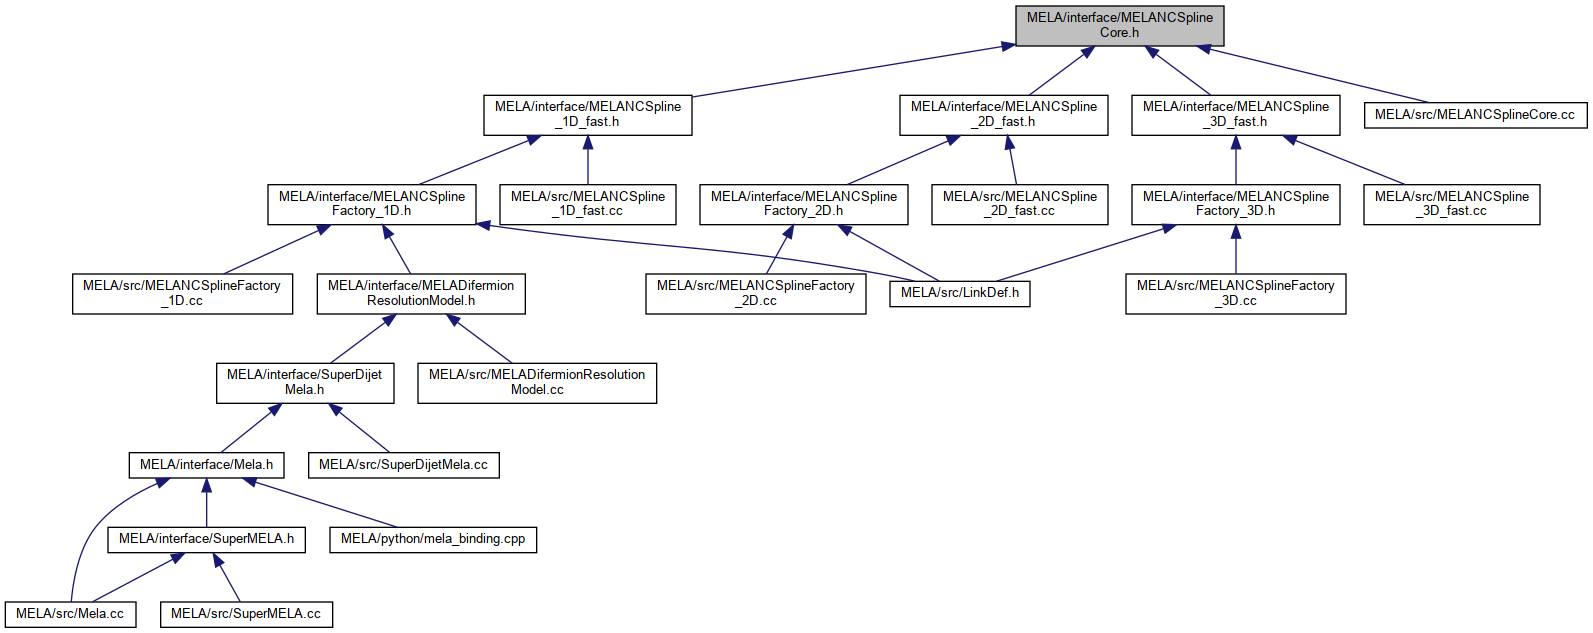 MELA/interface/MELANCSpline
Core.h
MELA/interface/MELANCSpline
_1D_fast.h
MELA/interface/MELANCSpline
_2D_fast.h
MELA/interface/MELANCSpline
_3D_fast.h
MELA/src/MELANCSplineCore.cc
MELA/interface/MELANCSpline
Factory_1D.h
MELA/src/MELANCSpline
_1D_fast.cc
MELA/interface/MELANCSpline
Factory_2D.h
MELA/src/MELANCSpline
_2D_fast.cc
MELA/interface/MELANCSpline
Factory_3D.h
MELA/src/MELANCSpline
_3D_fast.cc
MELA/src/MELANCSplineFactory
_1D.cc
MELA/interface/MELADifermion
ResolutionModel.h
MELA/src/MELANCSplineFactory
_2D.cc
MELA/src/LinkDef.h
MELA/src/MELANCSplineFactory
_3D.cc
MELA/interface/SuperDijet
Mela.h
MELA/src/MELADifermionResolution
Model.cc
MELA/interface/Mela.h
MELA/src/SuperDijetMela.cc
MELA/interface/SuperMELA.h
MELA/python/mela_binding.cpp
MELA/src/Mela.cc
MELA/src/SuperMELA.cc